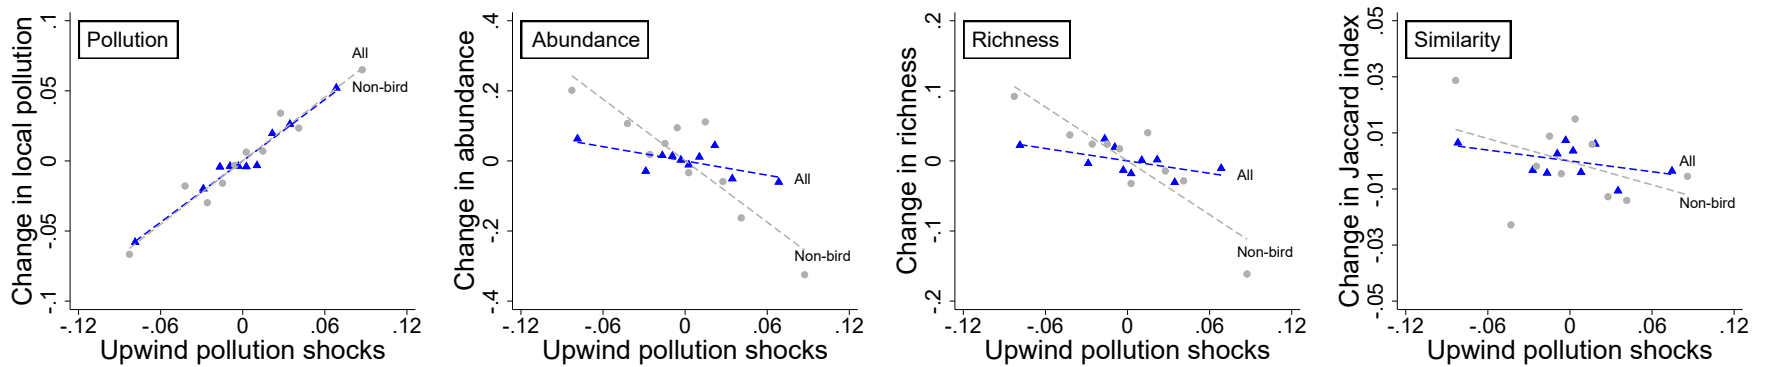 Pollution
Change in local pollution
.1
.05
0
-.05
-.1
All
Non-bird
-.12
-.06
0
.06
.12
Upwind pollution shocks
Abundance
Change in abundance
.4
.2
0
-.2
-.4
All
Non-bird
-.12
-.06
0
.06
.12
Upwind pollution shocks
Richness
Change in richness
.2
.1
0
-.1
-.2
All
Non-bird
-.12
-.06
0
.06
.12
Upwind pollution shocks
Similarity
Change in Jaccard index
.05
.03
.01
-.01
-.03
-.05
All
Non-bird
-.12
-.06
0
.06
.12
Upwind pollution shocks